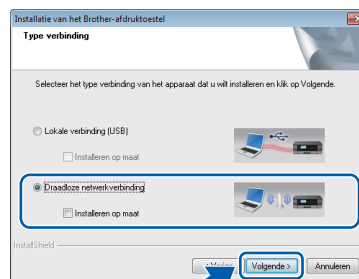 Installatie van het Brother-afdruktoestel
Type verbinding
Selecteer het type verbinding van het apparaat dat u wilt installeren en klik op Volgende.
Lokale verbinding (USB)
Installeren op maat
Draadloze netwerkverbinding
Installeren op maat
InstallShield
Volgende >
Annuleren